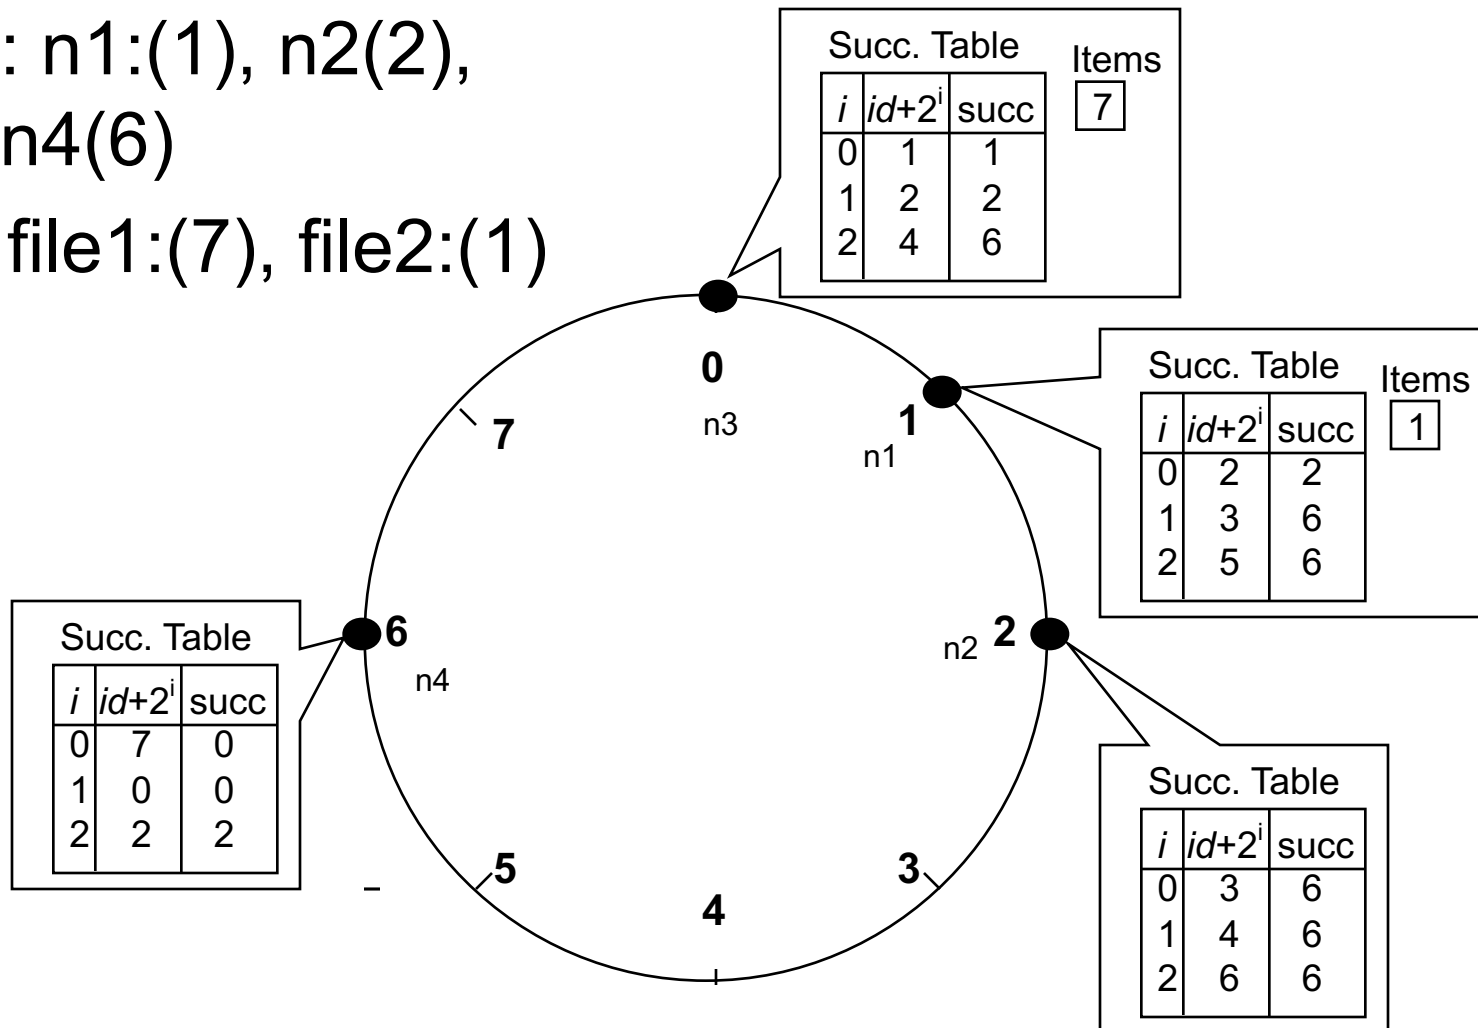 : n1:(1), n2(2),
n4(6)
file1:(7), file2:(1)
Succ. Table
Items
i id+2^i succ
7
0 1 1
1 2 2
2 4 6
Succ. Table
Items
i id+2^i succ
1
0 2 2
1 3 6
2 5 6
0
n3
1
n1
7
2
n2
6
n4
Succ. Table
i id+2^i succ
0 7 0
1 0 0
2 2 2
Succ. Table
i id+2^i succ
0 3 6
1 4 6
2 6 6
5
3
4